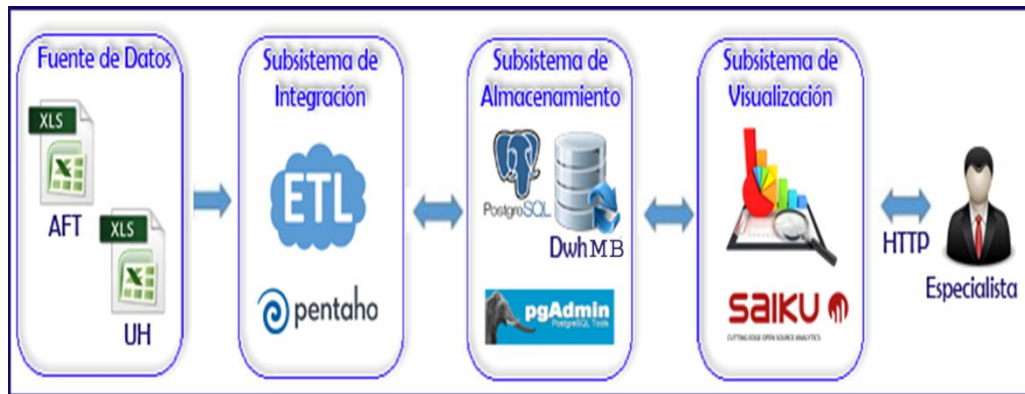 Fuente de Datos
XLS
AFT
XLS
UH
Subsistema de
Integración
ETL
pentaho
Subsistema de
Almacenamiento
PostgreSQL
DwhMB
pgAdmin
PostgreSQL Tools
Subsistema de
Visualización
SAIKU
CUTTING EDGE OPEN SOURCE ANALYTICS
HTTP
Especialista